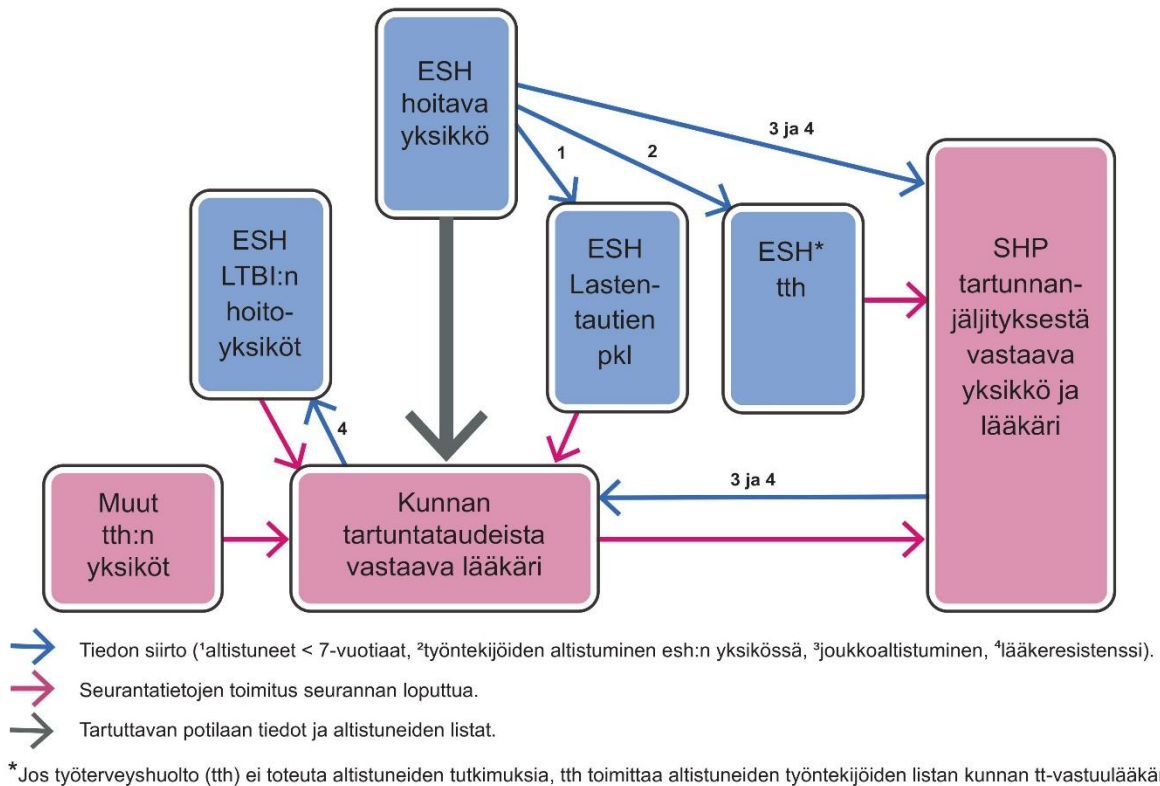 ESH
hoitava
yksikkö
3 ja 4
1
2
ESH
LTBI:n
hoito-
yksiköt
ESH
Lasten-
tautien
pkl
ESH*
tth
SHP
tartunnan-
jäljityksestä
vastaava
yksikkö ja
lääkäri
4
3 ja 4
Muut
tth:n
yksiköt
Kunnan
tartuntataudeista
vastaava lääkäri
Tiedon siirto (¹altistuneet < 7-vuotiaat, ²työntekijöiden altistuminen esh:n yksikössä, ³joukkoaltistuminen, ⁴lääkeresistenssi).
Seurantatietojen toimitus seurannan loputtua.
Tartuttavan potilaan tiedot ja altistuneiden listat.
*Jos työterveyshuolto (tth) ei toteuta altistuneiden tutkimuksia, tth toimittaa altistuneiden työntekijöiden listan kunnan